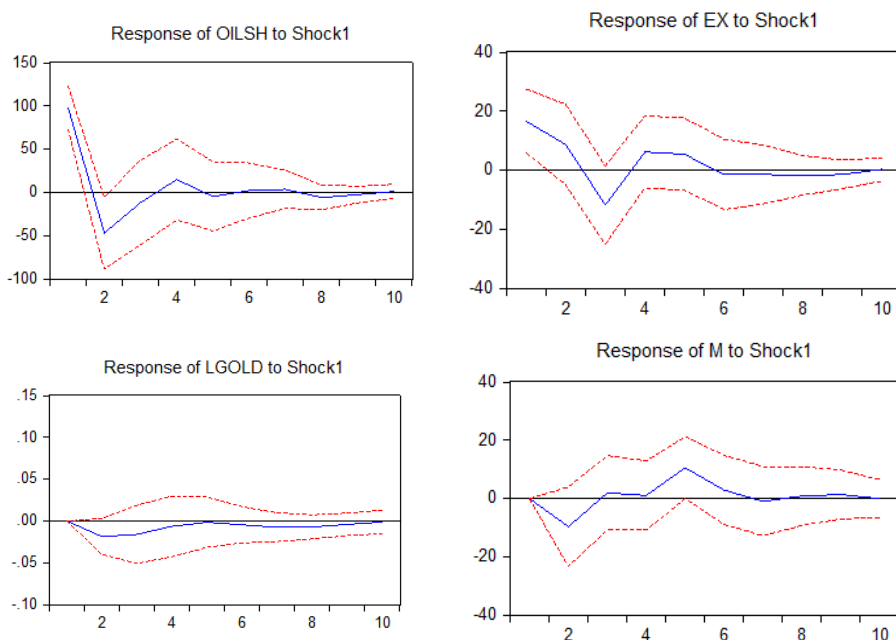 Response of OILSH to Shock1
150
100
50
0
-50
-100
2 4 6 8 10
Response of EX to Shock1
40
20
0
-20
-40
2 4 6 8 10
Response of LGOLD to Shock1
.15
.10
.05
.00
-.05
-.10
2 4 6 8 10
Response of M to Shock1
40
20
0
-20
-40
2 4 6 8 10